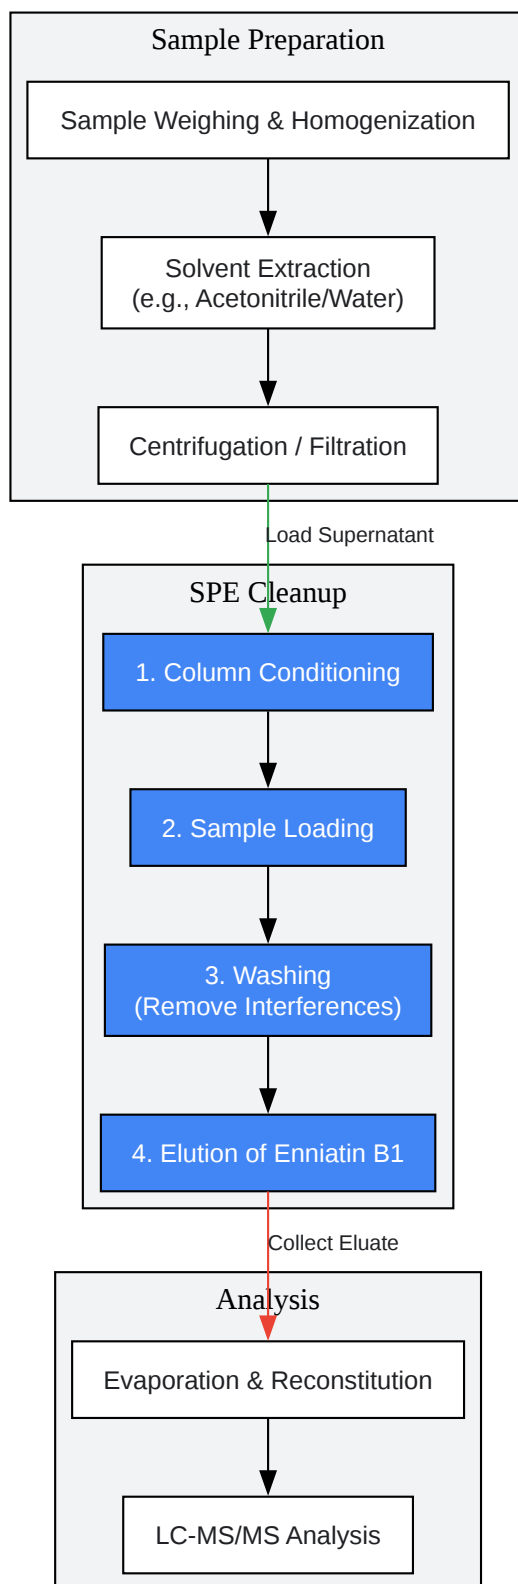 Sample Preparation
Sample Weighing & Homogenization
Solvent Extraction
(e.g., Acetonitrile/Water)
Centrifugation / Filtration
Load Supernatant
SPE Cleanup
1. Column Conditioning
2. Sample Loading
3. Washing
(Remove Interferences)
4. Elution of Enniatin B1
Collect Eluate
Analysis
Evaporation & Reconstitution
LC-MS/MS Analysis